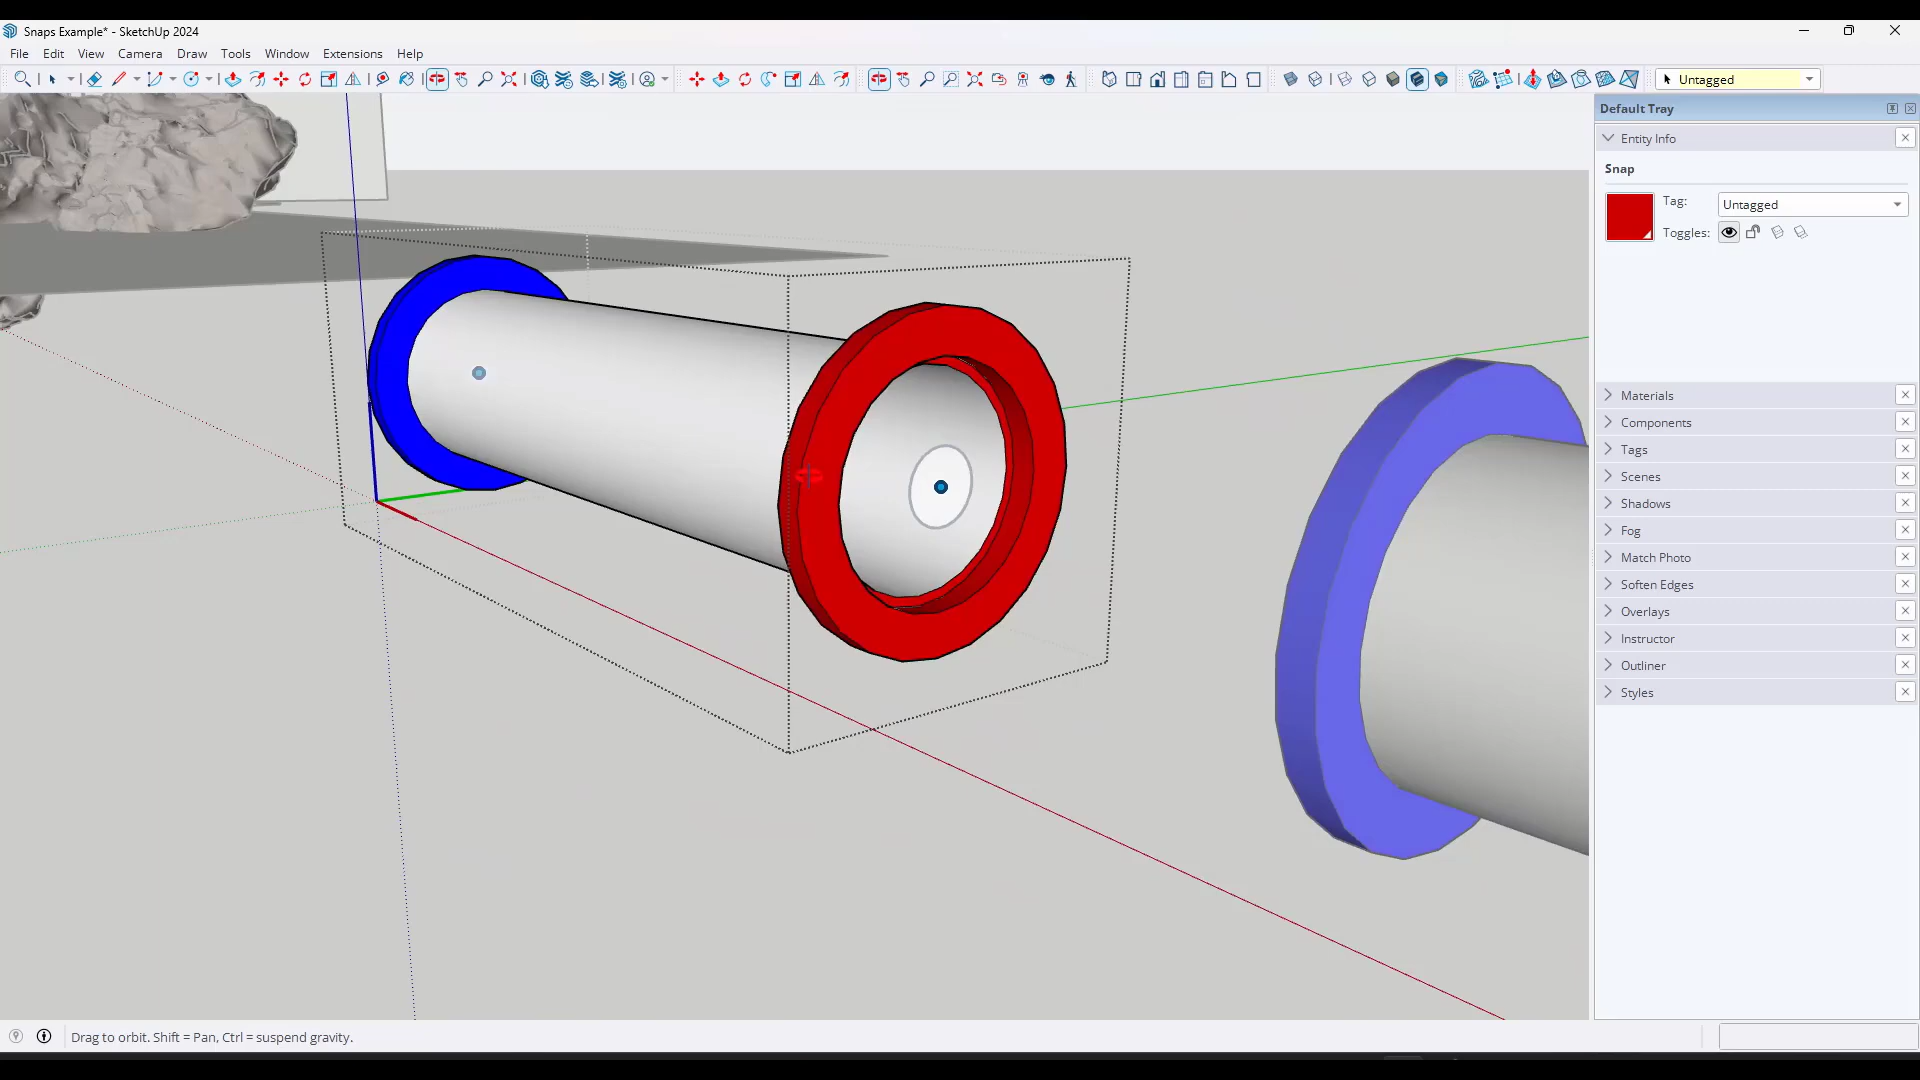 Snaps Example* - SketchUp 2024
File Edit View Camera Draw Tools Window Extensions Help
Untagged
Default Tray
Entity Info
Snap
Tag: Untagged
Toggles:
Materials
Components
Tags
Scenes
Shadows
Fog
Match Photo
Soften Edges
Overlays
Instructor
Outliner
Styles
Drag to orbit. Shift = Pan, Ctrl = suspend gravity.